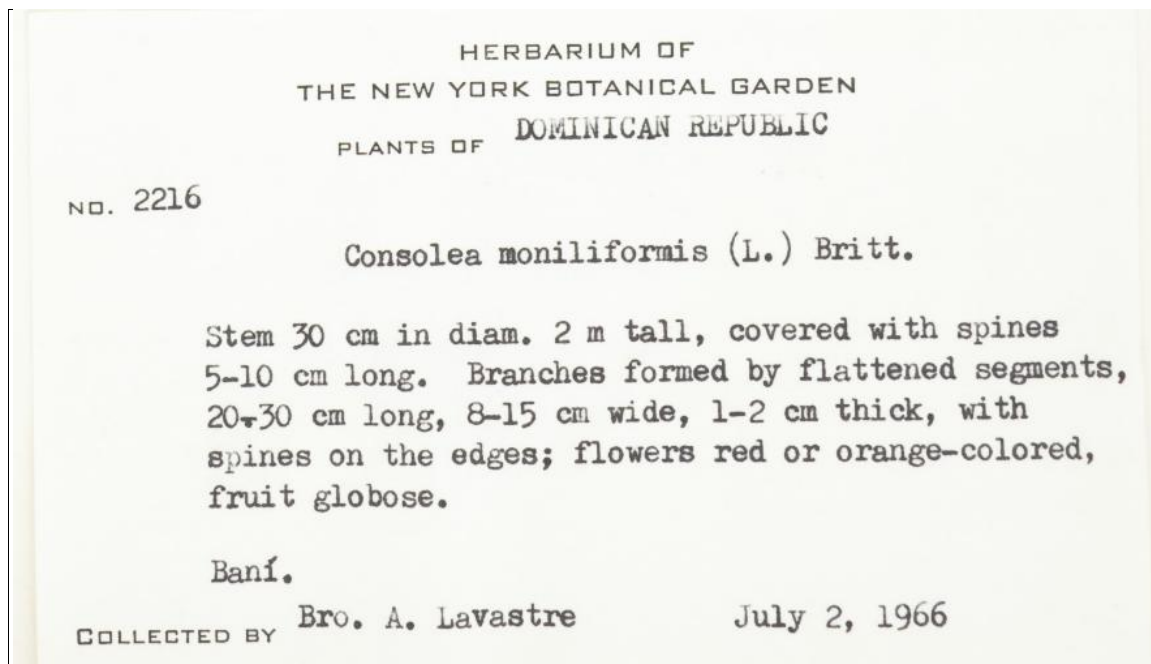 HERBARIUM OF
THE NEW YORK BOTANICAL GARDEN
PLANTS OF DOMINICAN REPUBLIC
NO. 2216
Consolea moniliformis (L.) Britt.
Stem 30 cm in diam. 2 m tall, covered with spines
5-10 cm long. Branches formed by flattened segments,
20-30 cm long, 8-15 cm wide, 1-2 cm thick, with
spines on the edges; flowers red or orange-colored,
fruit globose.
Baní.
COLLECTED BY Bro. A. Lavastre July 2, 1966